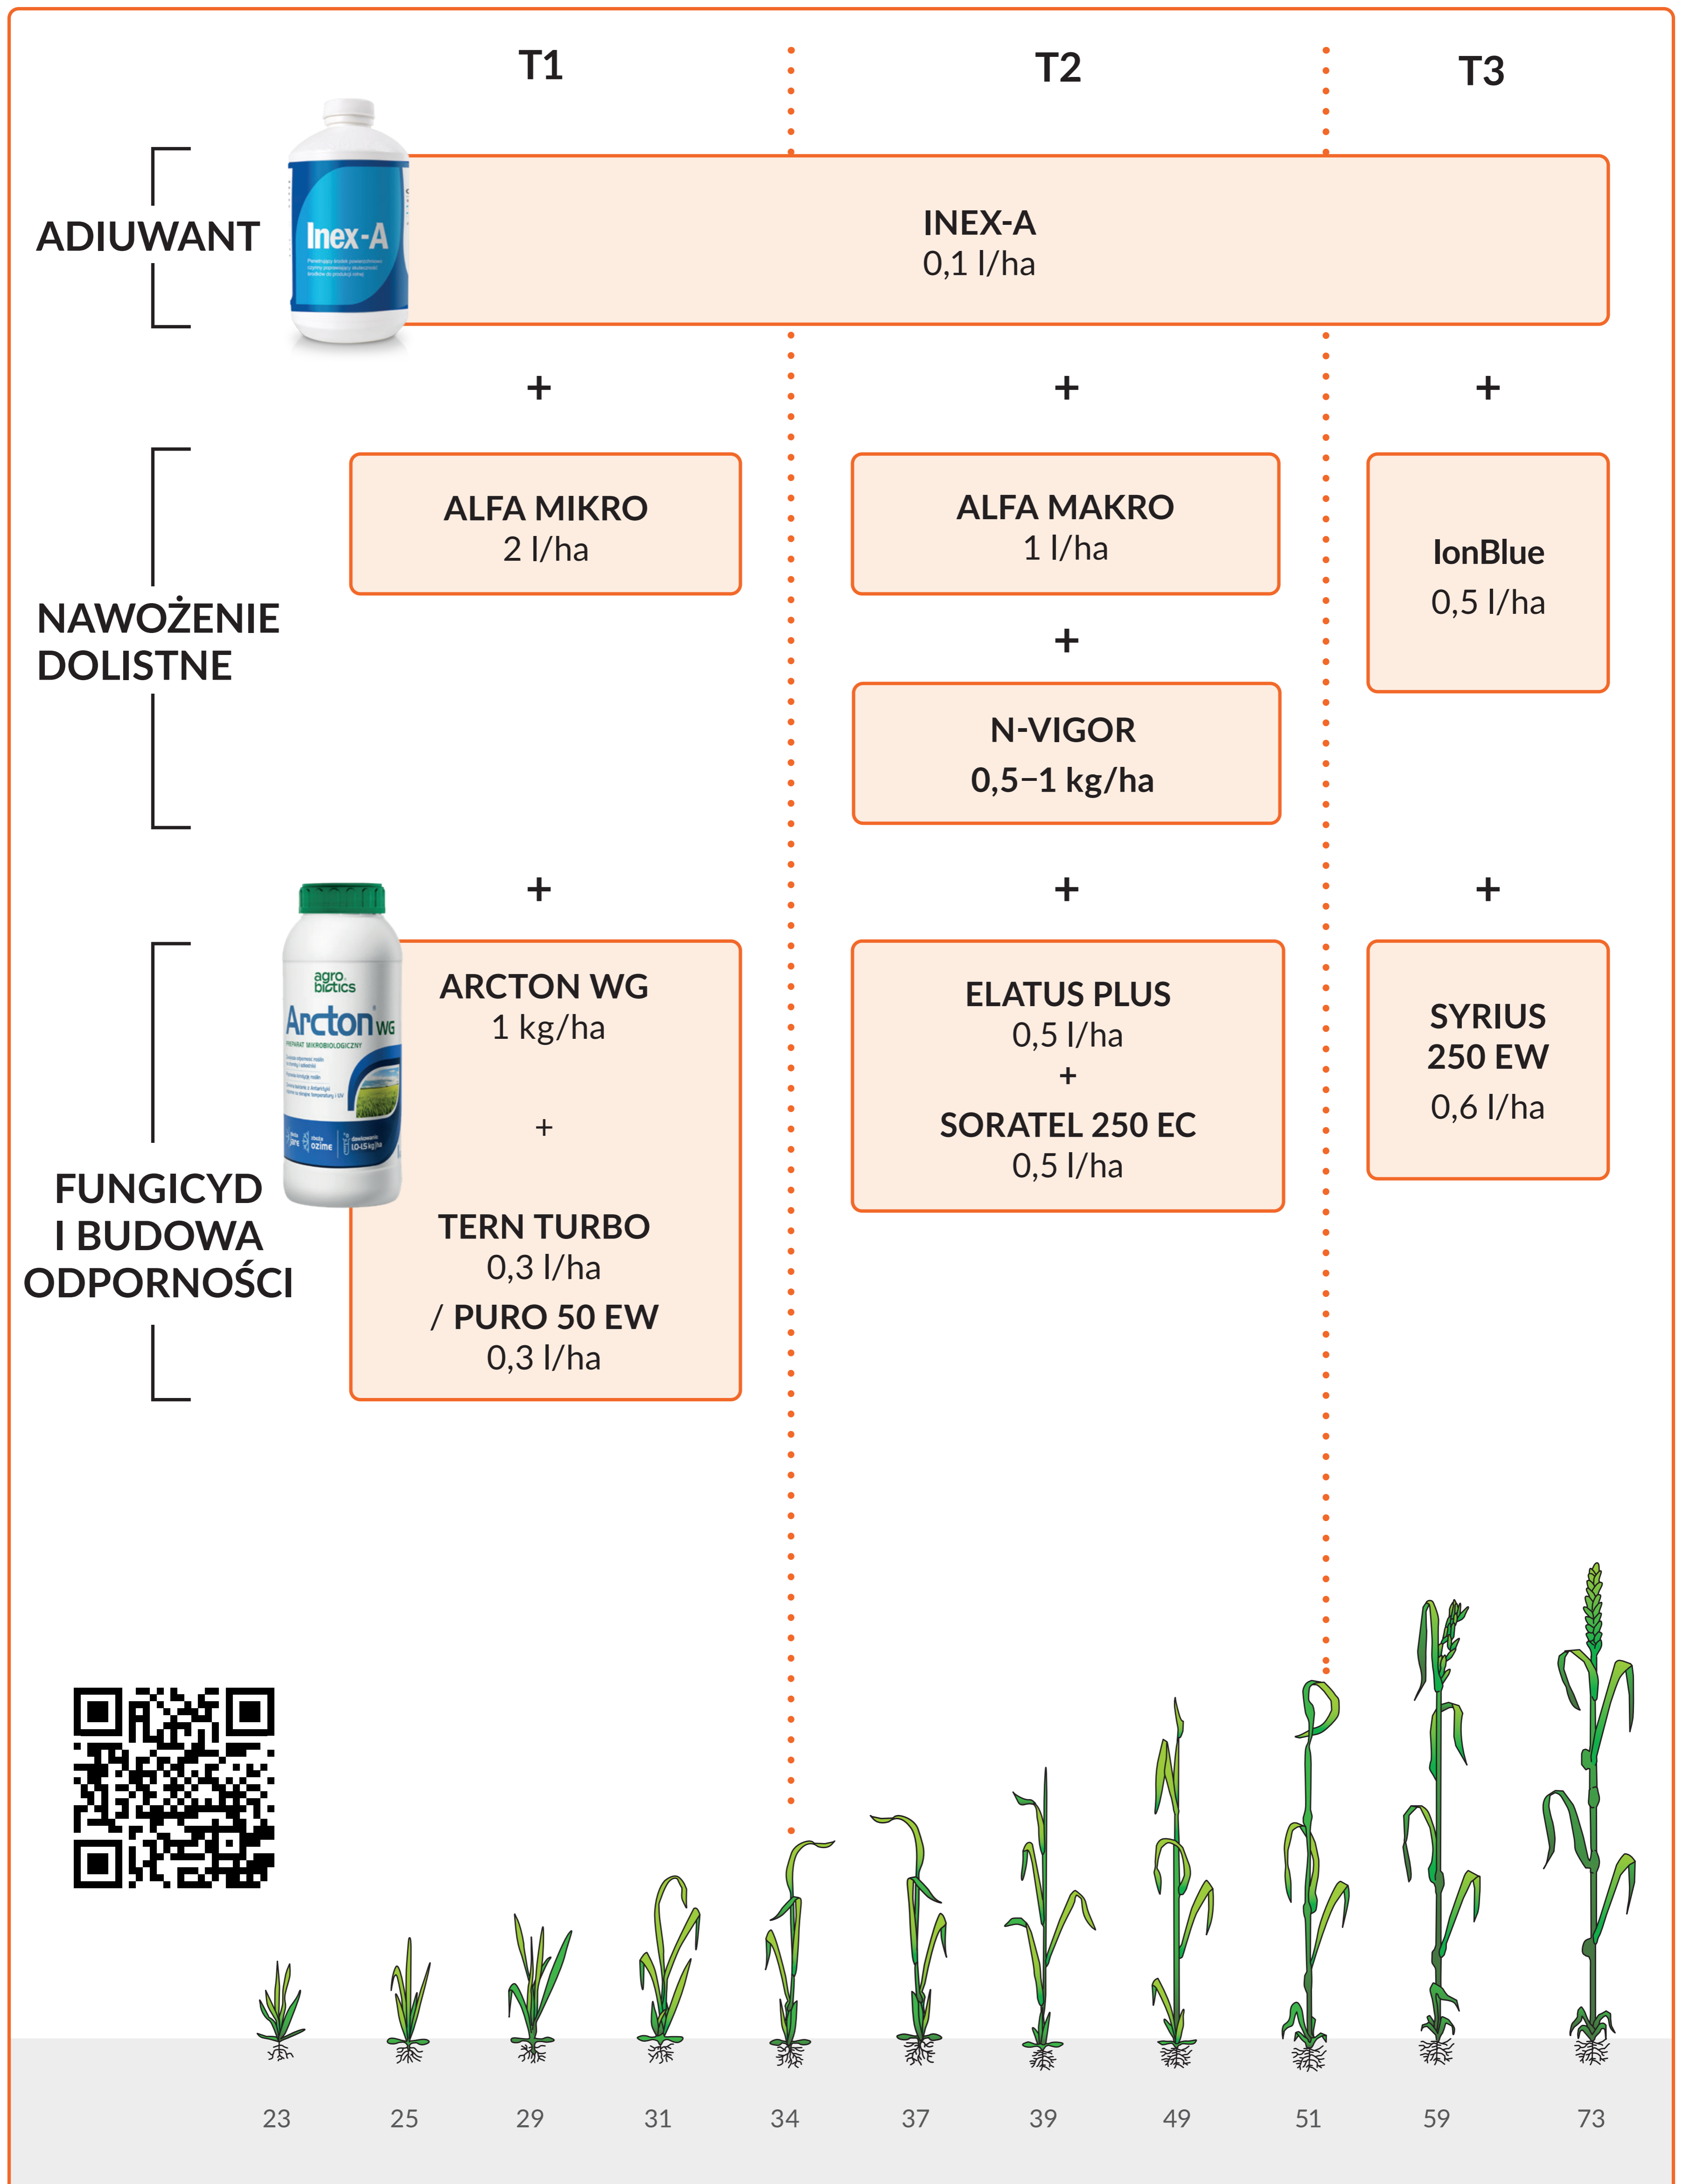 T1
T2
T3
ADIUWANT
Inex-A
INEX-A
0,1 l/ha
+
+
+
NAWOŻENIE
DOLISTNE
ALFA MIKRO
2 l/ha
ALFA MAKRO
1 l/ha
+
N-VIGOR
0,5–1 kg/ha
IonBlue
0,5 l/ha
+
+
+
FUNGICYD
I BUDOWA
ODPORNOŚCI
agro
biotics
Arcton WG
PREPARAT MIKROBIOLOGICZNY
ozime
ARCTON WG
1 kg/ha
+
TERN TURBO
0,3 l/ha
/ PURO 50 EW
0,3 l/ha
ELATUS PLUS
0,5 l/ha
+
SORATEL 250 EC
0,5 l/ha
SYRIUS
250 EW
0,6 l/ha
23
25
29
31
34
37
39
49
51
59
73